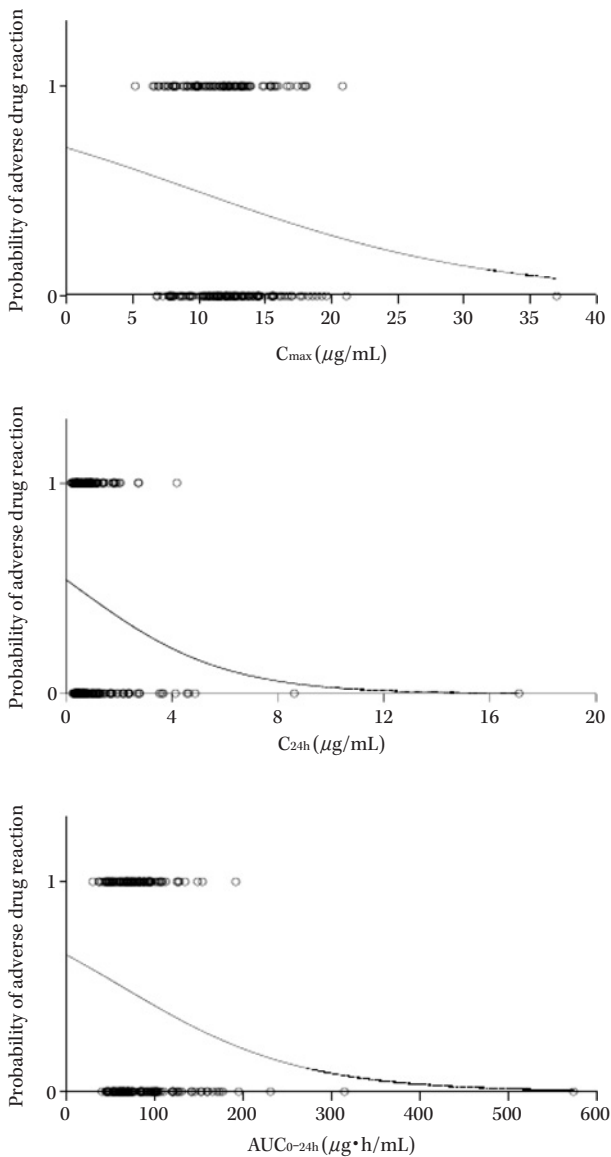 Probability of adverse drug reaction
1
0
0 5 10 15 20 25 30 35 40
Cmax (μg/mL)
Probability of adverse drug reaction
1
0
0 4 8 12 16 20
C24h (μg/mL)
Probability of adverse drug reaction
1
0
0 100 200 300 400 500 600
AUC0-24h (μg•h/mL)